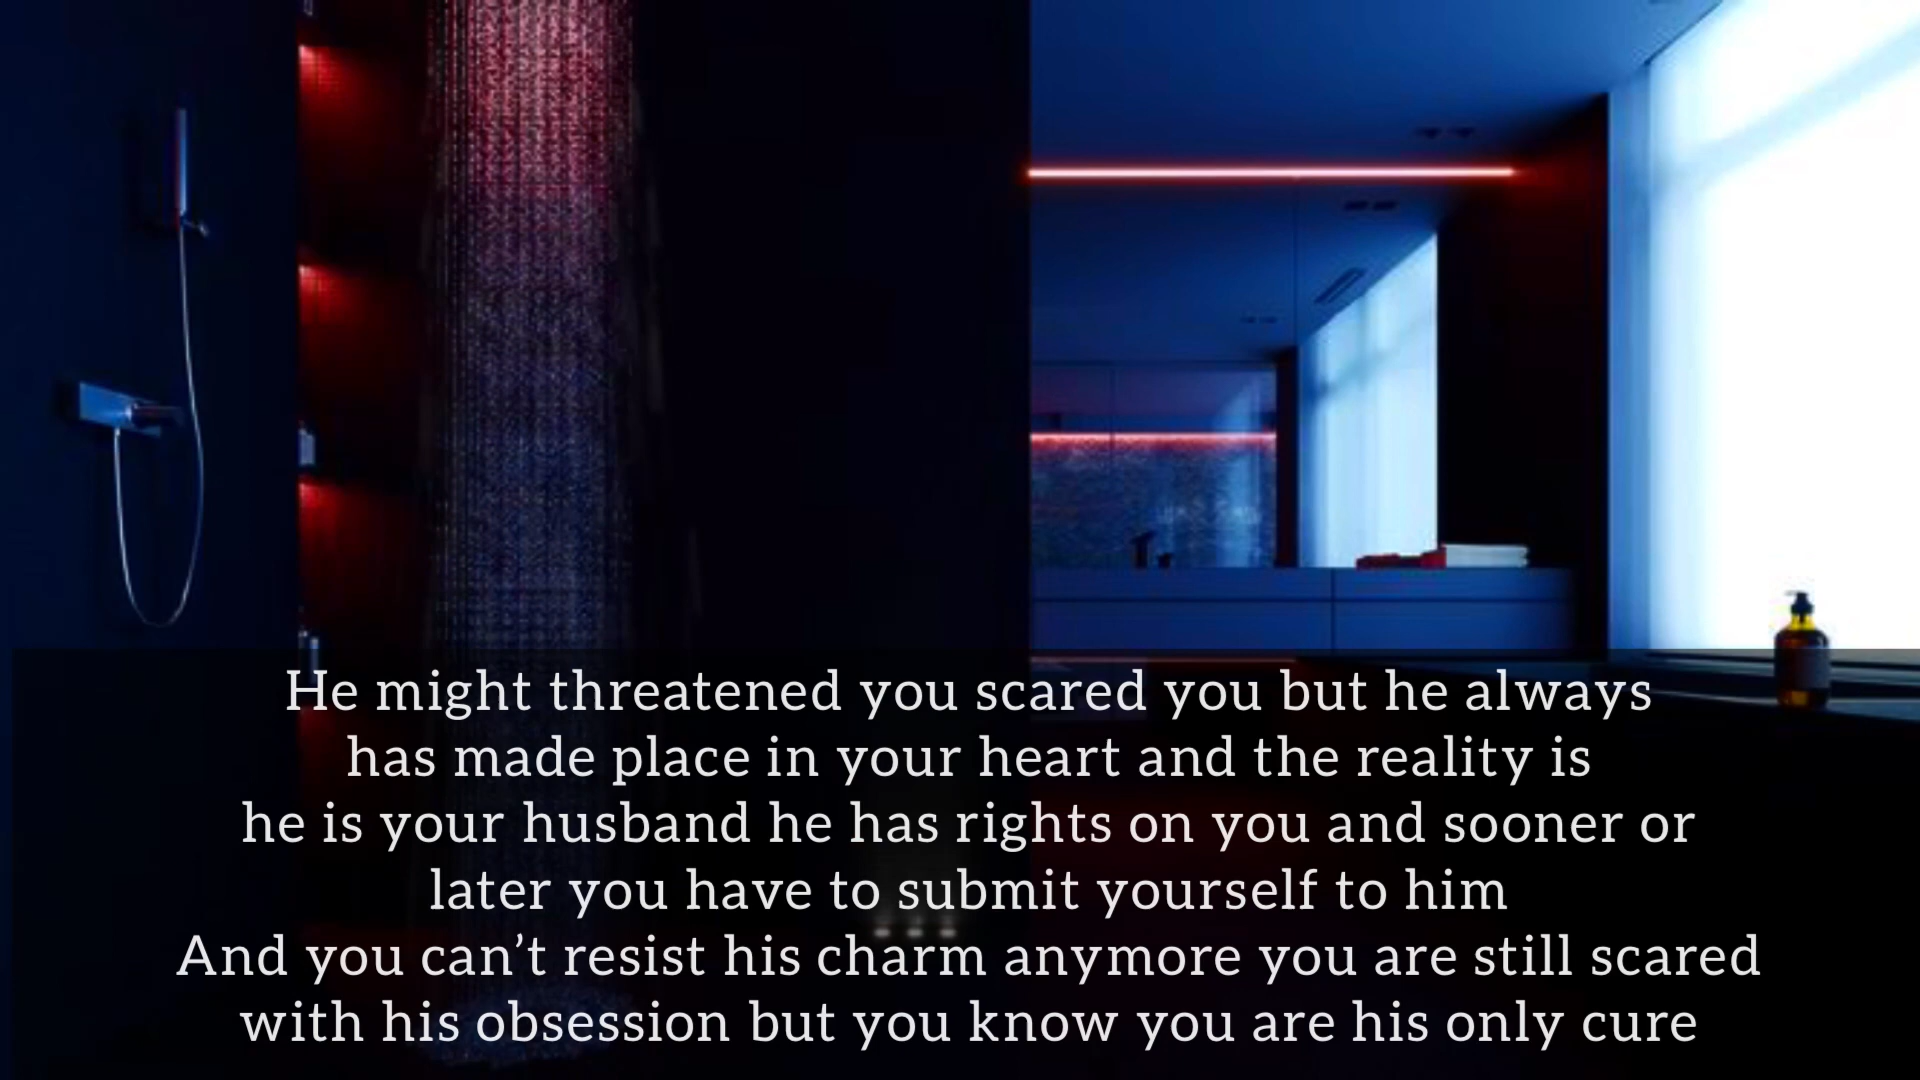 He might threatened you scared you but he always
has made place in your heart and the reality is
he is your husband he has rights on you and sooner or
later you have to submit yourself to him
And you can’t resist his charm anymore you are still scared
with his obsession but you know you are his only cure